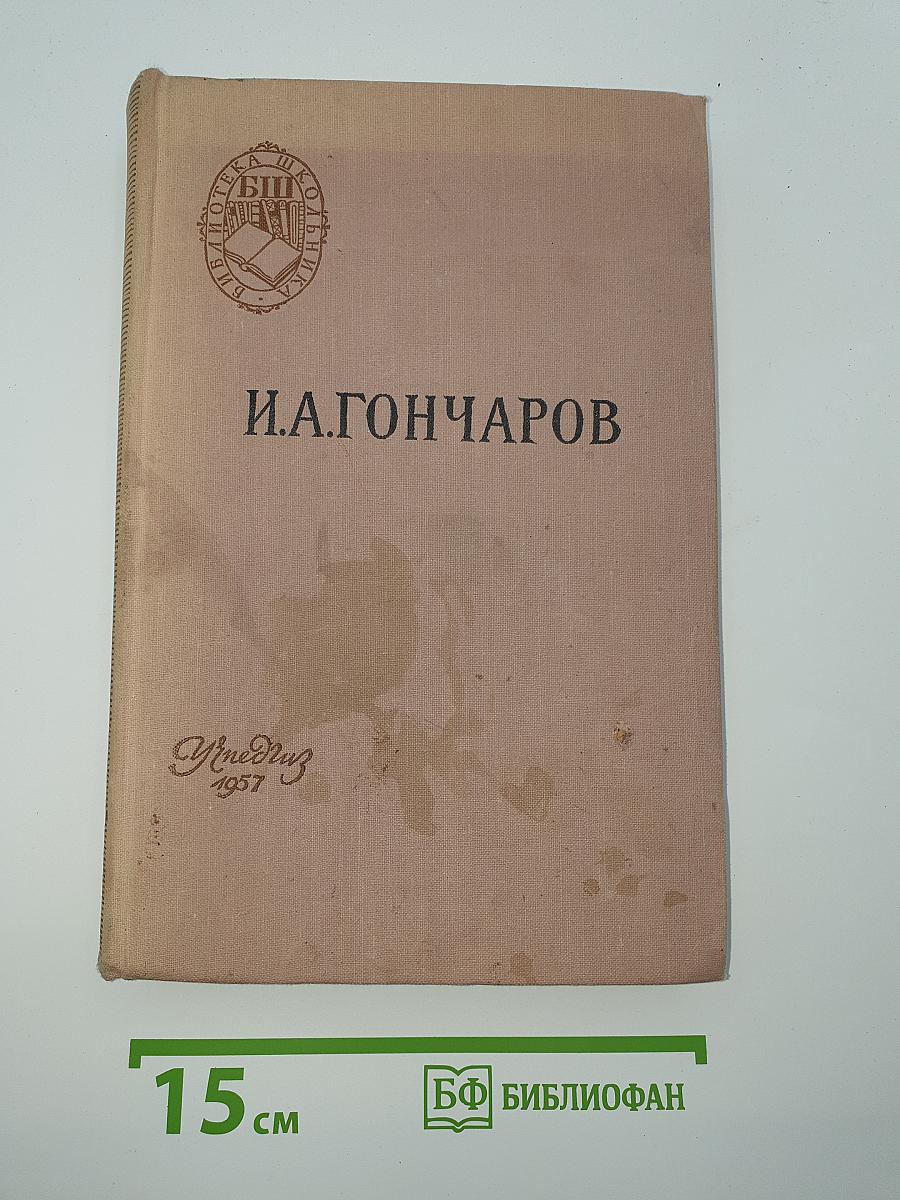 БИБЛИОТЕКА ШКОЛЬНИКА
БШ
И.А.ГОНЧАРОВ
Учпедгиз
1957
15 см
БФ БИБЛИОФАН